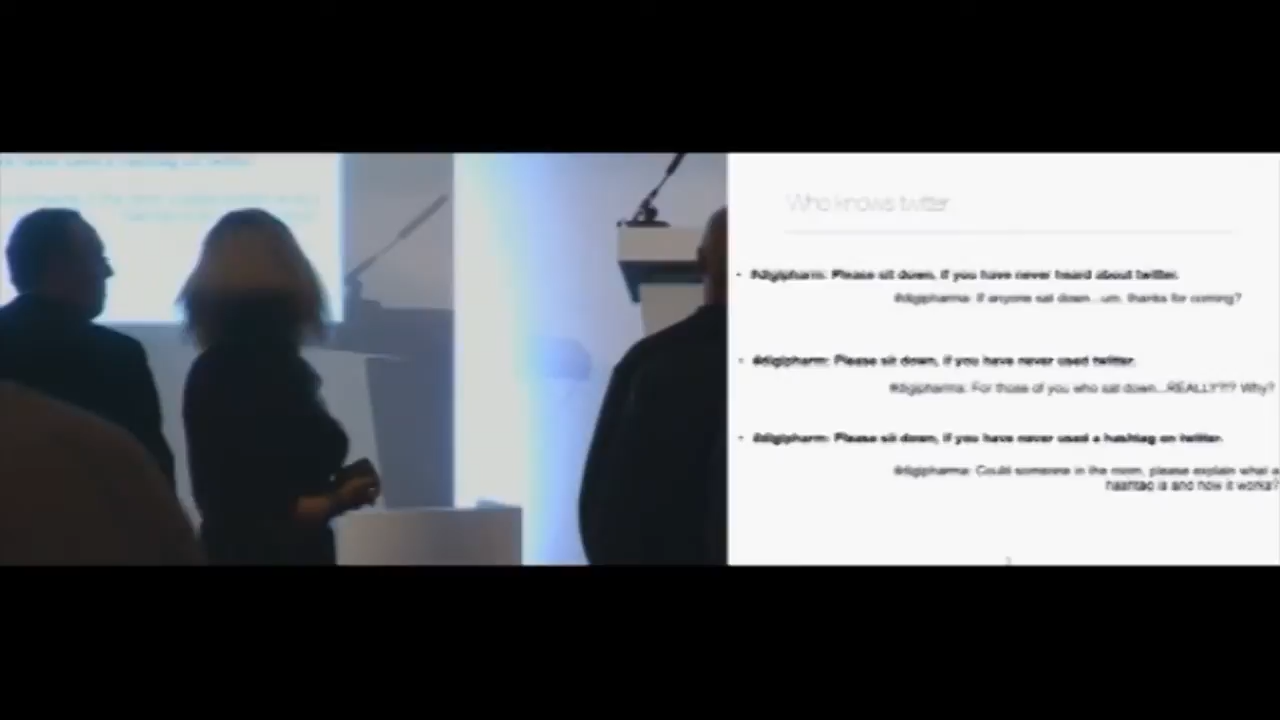 Who knows twitter.
• #digipharm: Please sit down, if you have never heard about twitter.
#digipharma: If anyone sat down...um, thanks for coming?
• #digipharm: Please sit down, if you have never used twitter.
#digipharma: For those of you who sat down...REALLY?!? Why?
• #digipharm: Please sit down, if you have never used a hashtag on twitter.
#digipharma: Could someone in the room, please explain what a
hashtag is and how it works?